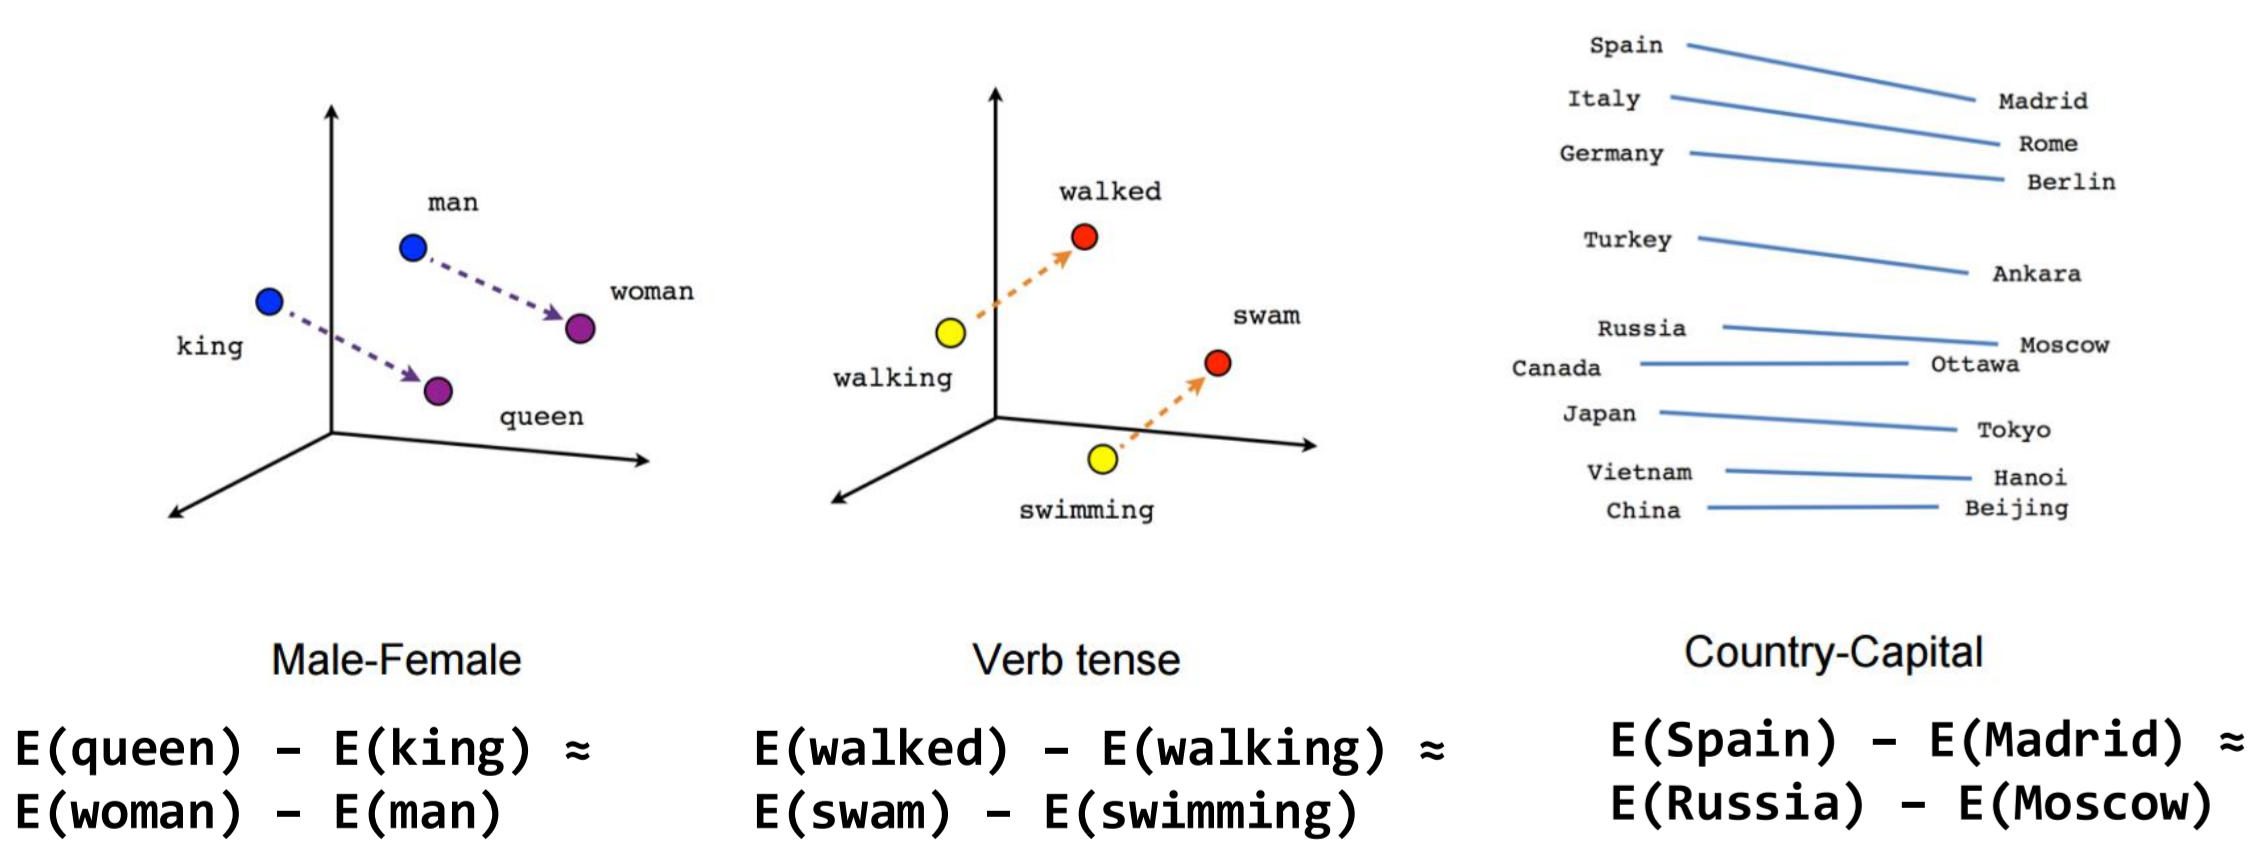 man
woman
king
queen
Male-Female
E(queen) – E(king) ≈
E(woman) – E(man)
walked
walking
swam
swimming
Verb tense
E(walked) – E(walking) ≈
E(swam) – E(swimming)
Spain Madrid
Italy Rome
Germany Berlin
Turkey Ankara
Russia Moscow
Canada Ottawa
Japan Tokyo
Vietnam Hanoi
China Beijing
Country-Capital
E(Spain) – E(Madrid) ≈
E(Russia) – E(Moscow)